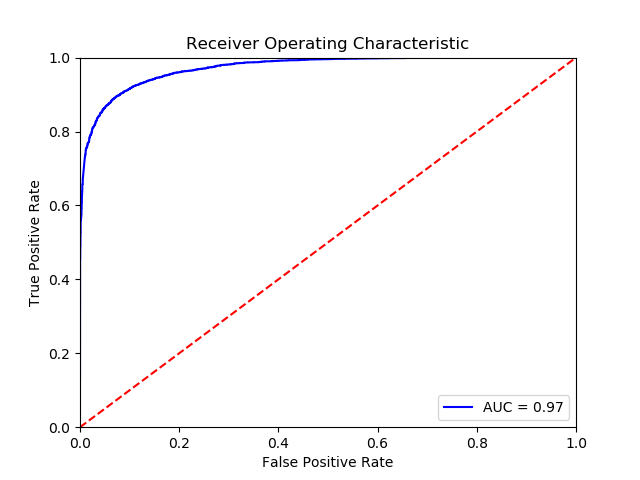 Receiver Operating Characteristic
True Positive Rate
1.0
0.8
0.6
0.4
0.2
0.0
AUC = 0.97
0.0 0.2 0.4 0.6 0.8 1.0
False Positive Rate